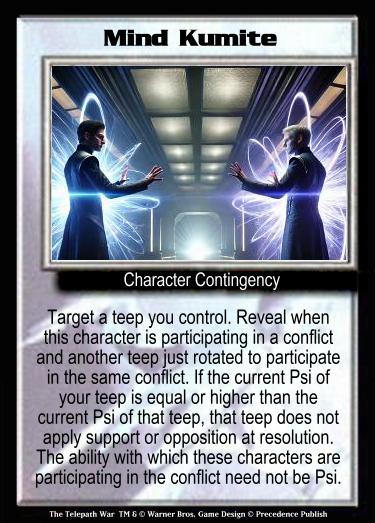 Mind Kumite
Character Contingency
Target a teep you control. Reveal when
this character is participating in a conflict
and another teep just rotated to participate
in the same conflict. If the current Psi of
your teep is equal or higher than the
current Psi of that teep, that teep does not
apply support or opposition at resolution.
The ability with which these characters are
participating in the conflict need not be Psi.
The Telepath War TM & © Warner Bros. Game Design © Precedence Publish